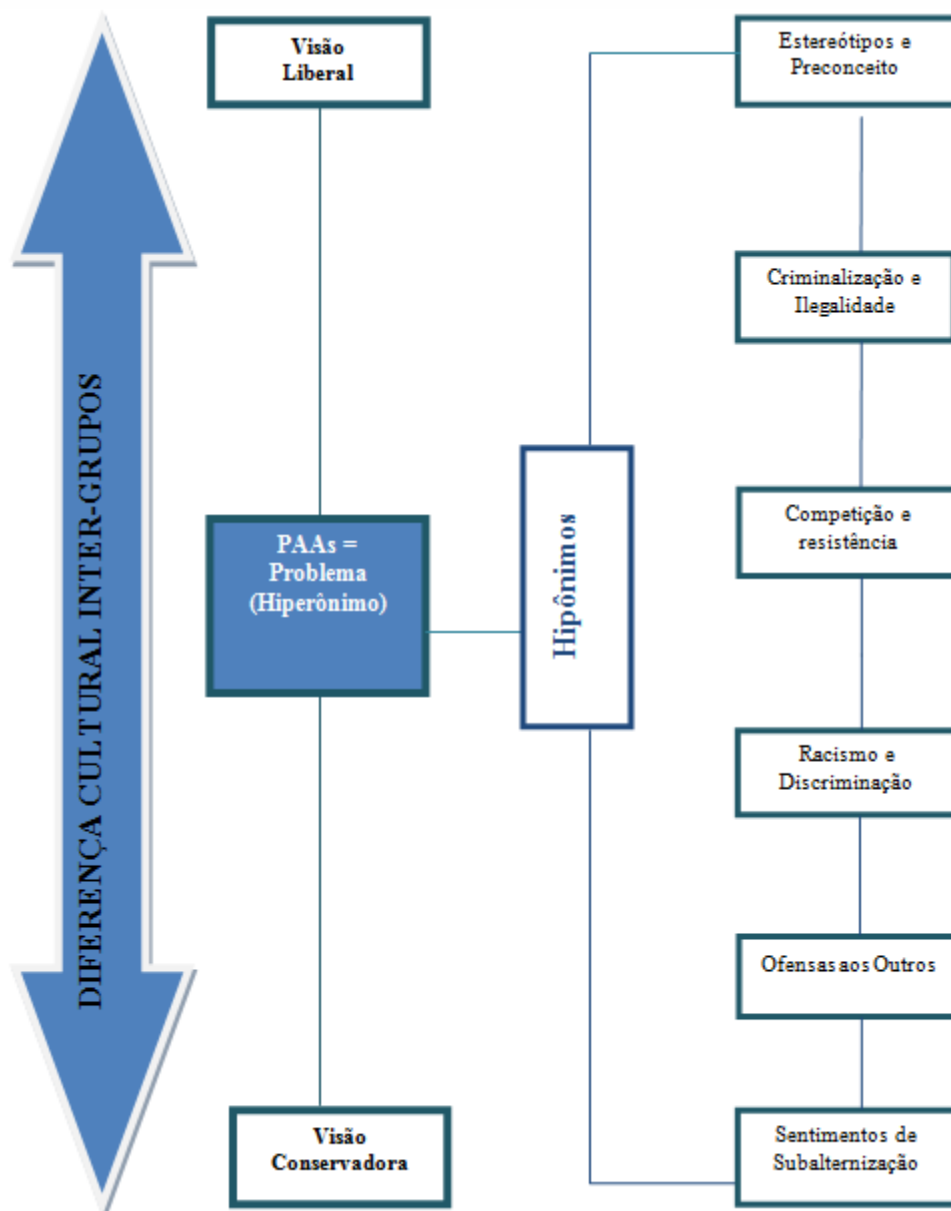 DIFERENÇA CULTURAL INTER-GRUPOS
Visão
Liberal
PAAs =
Problema
(Hiperônimo)
Visão
Conservadora
Hipônimos
Estereótipos e
Preconceito
Criminalização e
Ilegalidade
Competição e
resistência
Racismo e
Discriminação
Ofensas aos Outros
Sentimentos de
Subalternização